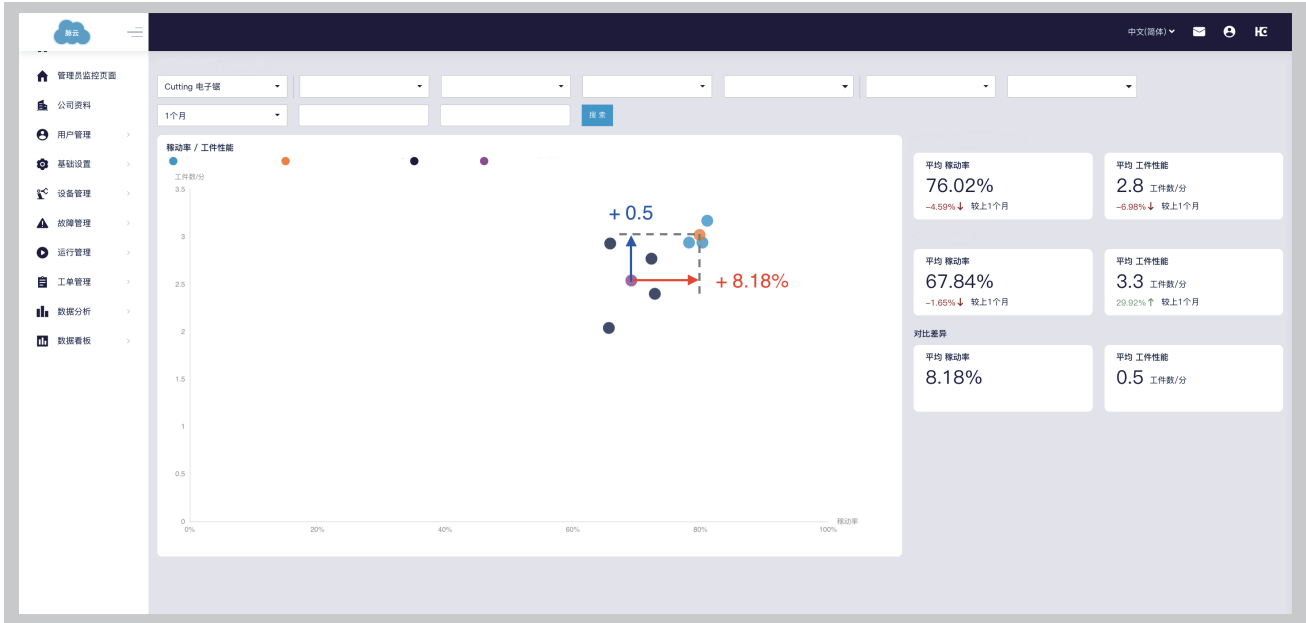 脉云
中文(简体)
HC
管理员监控页面
公司资料
用户管理
基础设置
设备管理
故障管理
运行管理
工单管理
数据分析
数据看板
Cutting 电子锯
1个月
搜 索
稼动率 / 工件性能
工件数/分
3.5
3
2.5
2
1.5
1
0.5
0
0%
20%
40%
60%
80%
100%
稼动率
+ 0.5
+ 8.18%
平均 稼动率
76.02%
-4.59%↓ 较上1个月
平均 工件性能
2.8 工件数/分
-6.98%↓ 较上1个月
平均 稼动率
67.84%
-1.65%↓ 较上1个月
平均 工件性能
3.3 工件数/分
29.92%↑ 较上1个月
对比差异
平均 稼动率
8.18%
平均 工件性能
0.5 工件数/分